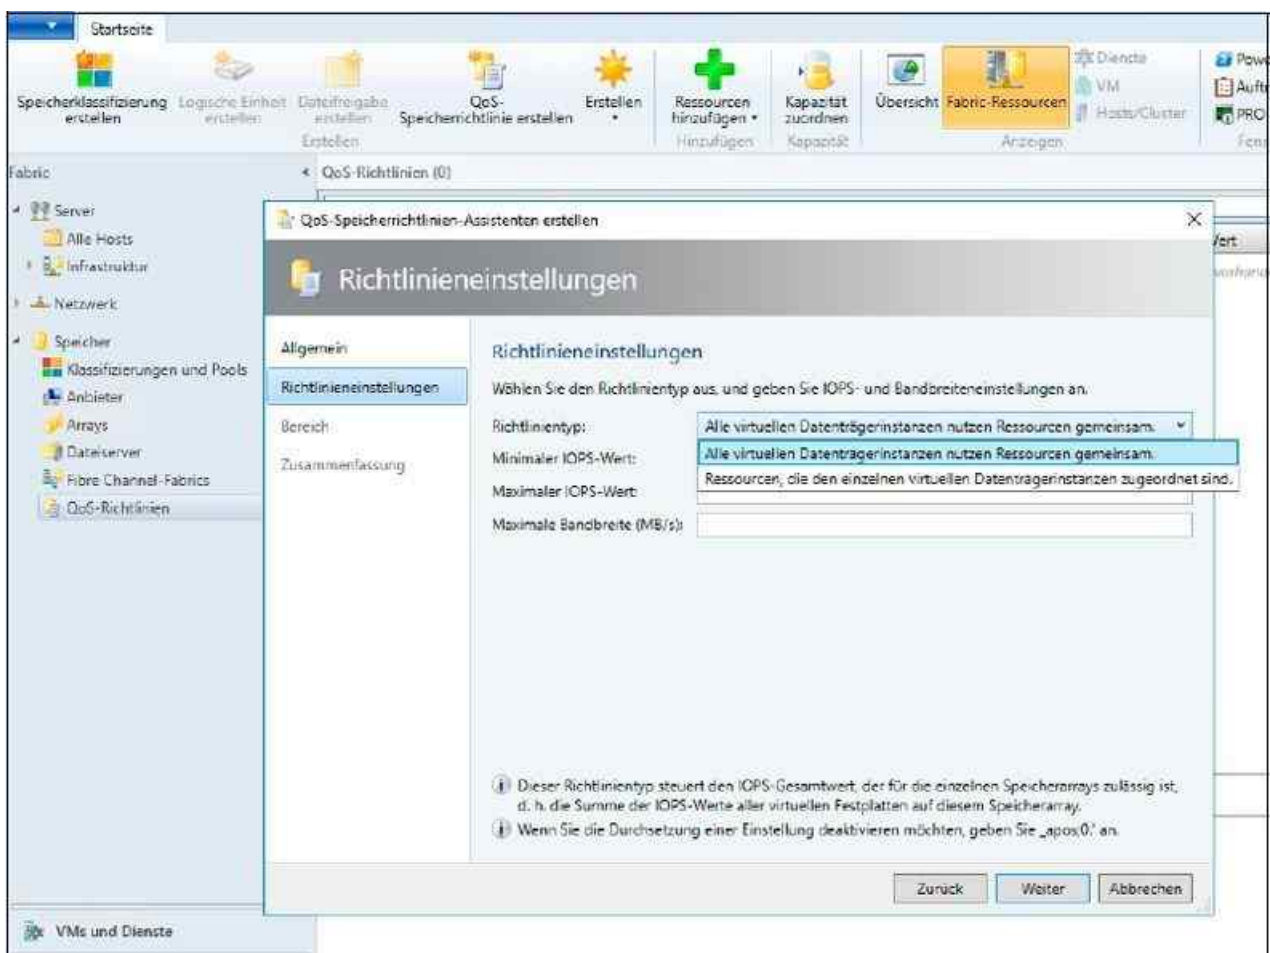 Startseite
Speicherklassifizierung erstellen
Logische Einheit erstellen
Dateifreigabe erstellen
QoS-Speicherrichtlinie erstellen
Erstellen
Ressourcen hinzufügen
Kapazität zuordnen
Übersicht
Fabric-Ressourcen
Dienste
VM
Hosts/Cluster
Powe
Auftr
PRO
Erstellen
Hinzufügen
Kapazität
Anzeigen
Fens
Fabric
QoS-Richtlinien (0)
Server
Alle Hosts
Infrastruktur
Netzwerk
Speicher
Klassifizierungen und Pools
Anbieter
Arrays
Dateiserver
Fibre Channel-Fabrics
QoS-Richtlinien
VMs und Dienste
QoS-Speicherrichtlinien-Assistenten erstellen
Richtlinieneinstellungen
Allgemein
Richtlinieneinstellungen
Bereich
Zusammenfassung
Richtlinieneinstellungen
Wählen Sie den Richtlinientyp aus, und geben Sie IOPS- und Bandbreiteneinstellungen an.
Richtlinientyp:
Alle virtuellen Datenträgerinstanzen nutzen Ressourcen gemeinsam.
Alle virtuellen Datenträgerinstanzen nutzen Ressourcen gemeinsam.
Ressourcen, die den einzelnen virtuellen Datenträgerinstanzen zugeordnet sind.
Minimaler IOPS-Wert:
Maximaler IOPS-Wert:
Maximale Bandbreite (MB/s):
Dieser Richtlinientyp steuert den IOPS-Gesamtwert, der für die einzelnen Speicherarrays zulässig ist,
d. h. die Summe der IOPS-Werte aller virtuellen Festplatten auf diesem Speicherarray.
Wenn Sie die Durchsetzung einer Einstellung deaktivieren möchten, geben Sie „apos;0.' an.
Zurück
Weiter
Abbrechen